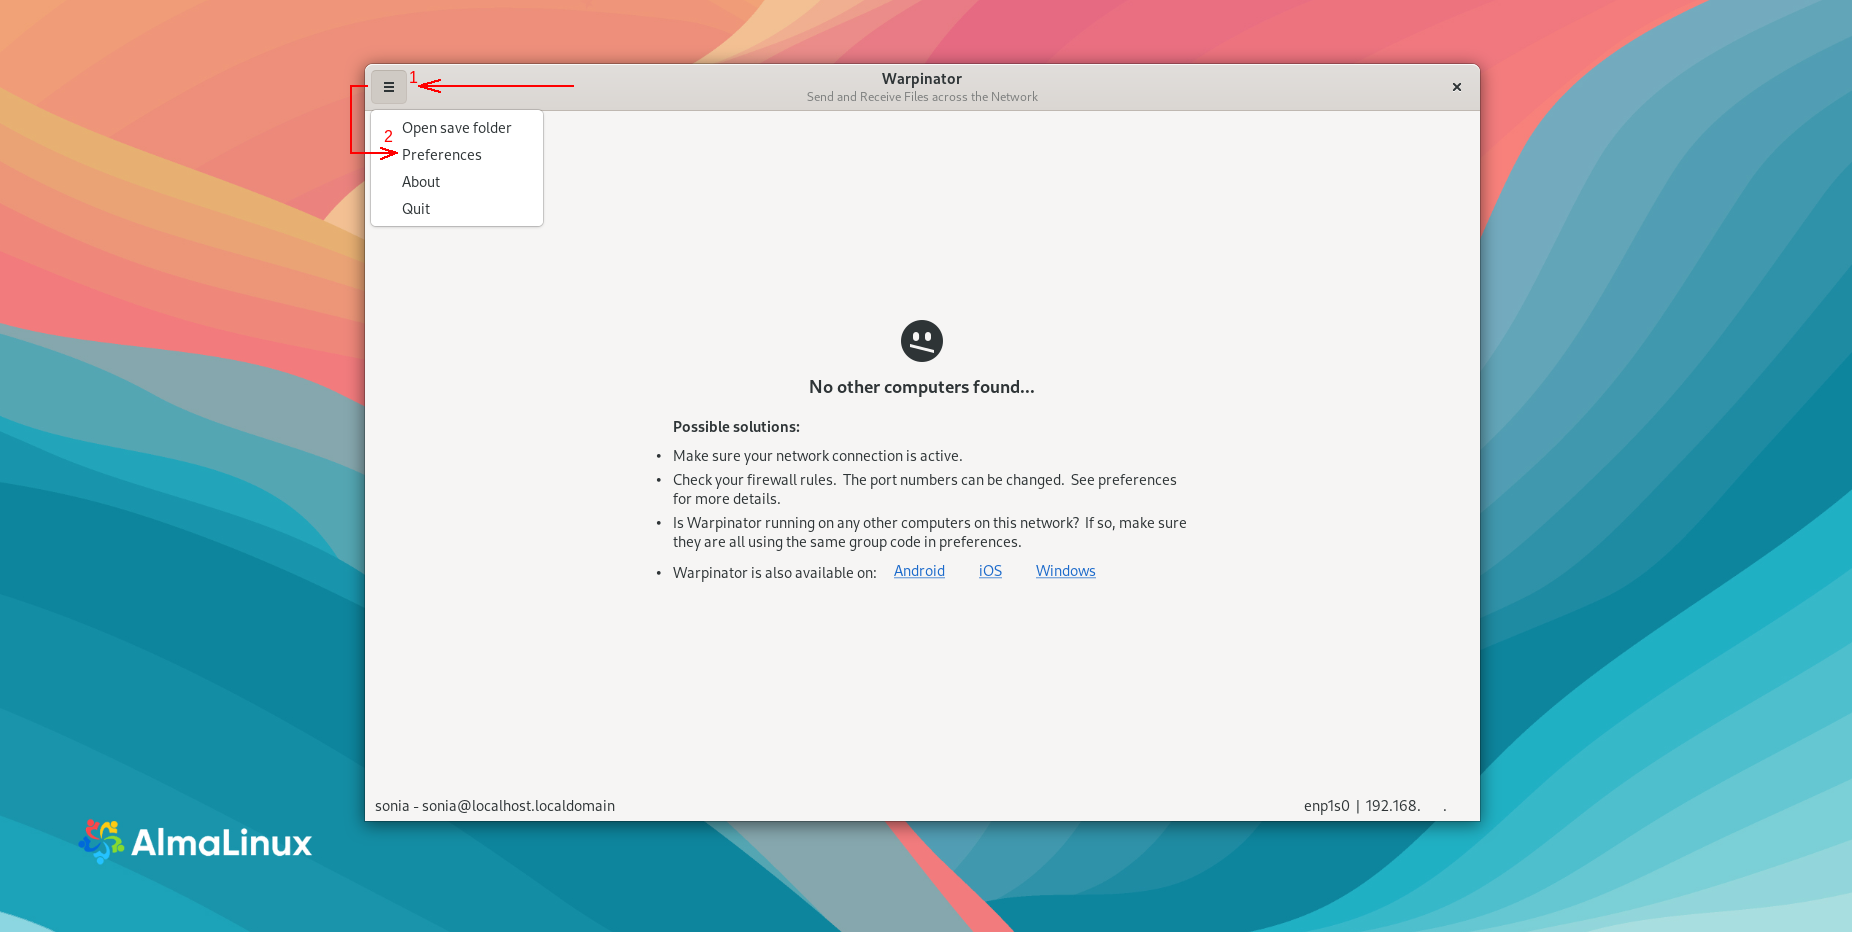 1
Warpinator
Send and Receive Files across the Network
Open save folder
2
Preferences
About
Quit
No other computers found...
Possible solutions:
• Make sure your network connection is active.
• Check your firewall rules.  The port numbers can be changed.  See preferences
for more details.
• Is Warpinator running on any other computers on this network?  If so, make sure
they are all using the same group code in preferences.
• Warpinator is also available on: Android iOS Windows
sonia - sonia@localhost.localdomain
enp1s0 | 192.168. .
AlmaLinux